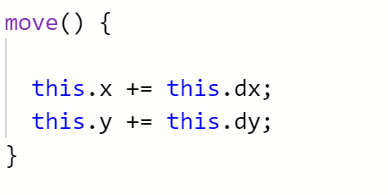 move() {
this.x += this.dx;
this.y += this.dy;
}